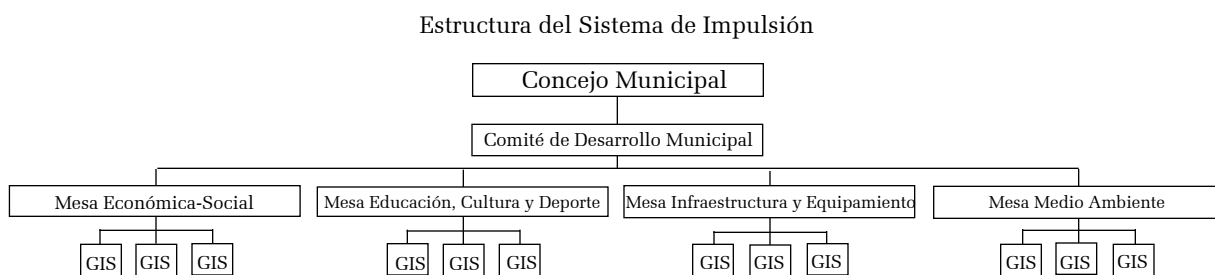 Estructura del Sistema de Impulsión
Concejo Municipal
Comité de Desarrollo Municipal
Mesa Económica-Social
Mesa Educación, Cultura y Deporte
Mesa Infraestructura y Equipamiento
Mesa Medio Ambiente
GIS GIS GIS GIS GIS GIS GIS GIS GIS GIS GIS GIS